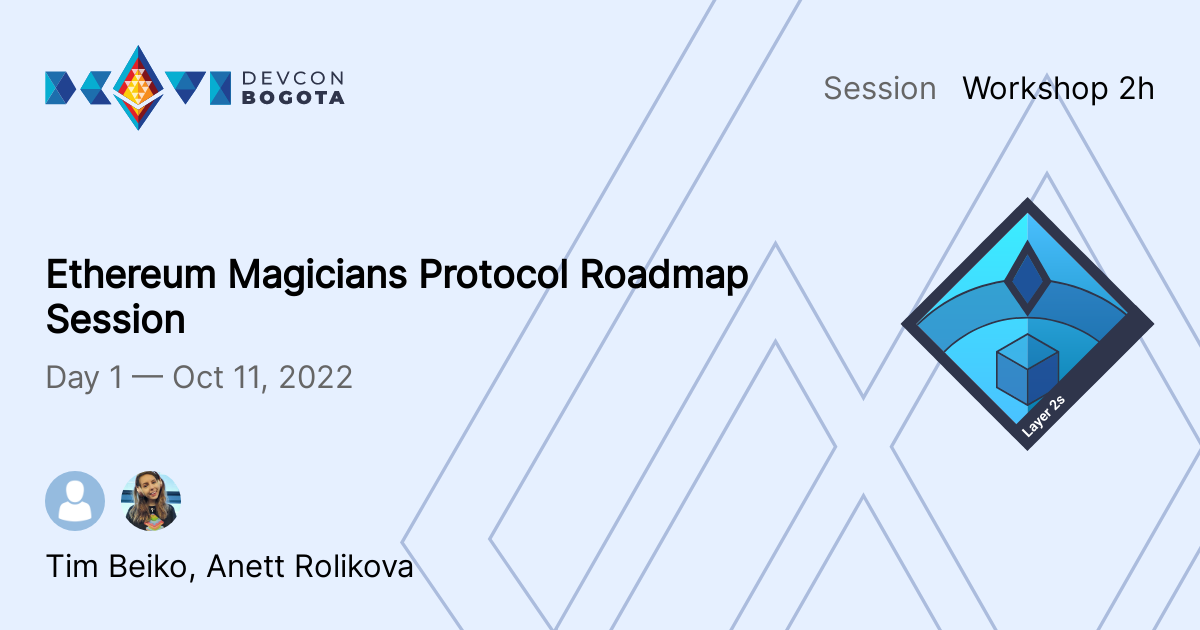 DEVCON
BOGOTA
Session Workshop 2h
Ethereum Magicians Protocol Roadmap
Session
Day 1 — Oct 11, 2022
Layer 2s
Tim Beiko, Anett Rolikova